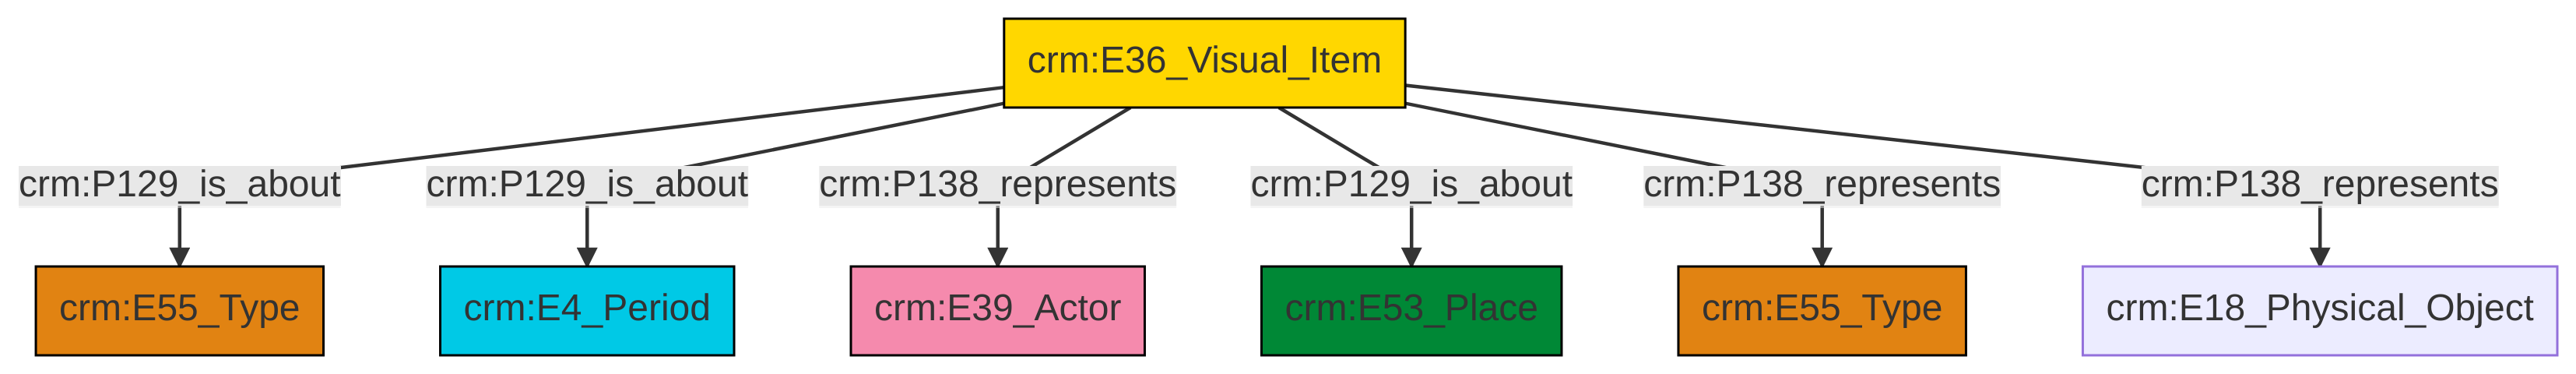 crm:E36_Visual_Item
crm:P129_is_about
crm:P129_is_about
crm:P138_represents
crm:P129_is_about
crm:P138_represents
crm:P138_represents
crm:E55_Type
crm:E4_Period
crm:E39_Actor
crm:E53_Place
crm:E55_Type
crm:E18_Physical_Object